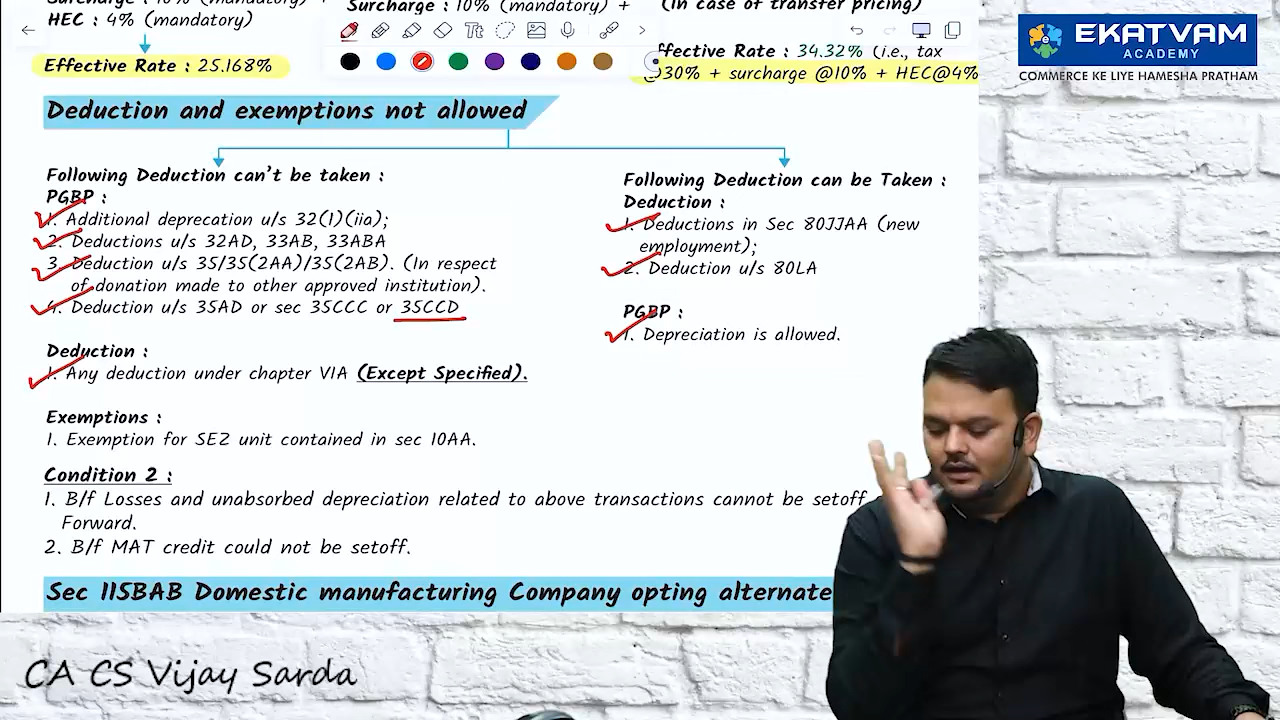 Surcharge : 10% (mandatory) +
HEC : 4% (mandatory)
Effective Rate : 25.168%
Surcharge : 10% (mandatory) +
(In case of transfer pricing)
ffective Rate : 34.32% (i.e., tax
@30% + surcharge @10% + HEC@4%
Tt
EKATVAM
ACADEMY
COMMERCE KE LIYE HAMESHA PRATHAM
Deduction and exemptions not allowed
Following Deduction can't be taken :
PGBP :
1. Additional deprecation u/s 32(1)(iia);
2. Deductions u/s 32AD, 33AB, 33ABA
3. Deduction u/s 35/35(2AA)/35(2AB). (In respect
of donation made to other approved institution).
4. Deduction u/s 35AD or sec 35CCC or 35CCD
Deduction :
1. Any deduction under chapter VIA (Except Specified).
Exemptions :
1. Exemption for SEZ unit contained in sec 10AA.
Following Deduction can be Taken :
Deduction :
1. Deductions in Sec 80JJAA (new
employment);
2. Deduction u/s 80LA
PGBP :
1. Depreciation is allowed.
Condition 2 :
1. B/f Losses and unabsorbed depreciation related to above transactions cannot be setoff
Forward.
2. B/f MAT credit could not be setoff.
Sec 115BAB Domestic manufacturing Company opting alternate
CA CS Vijay Sarda